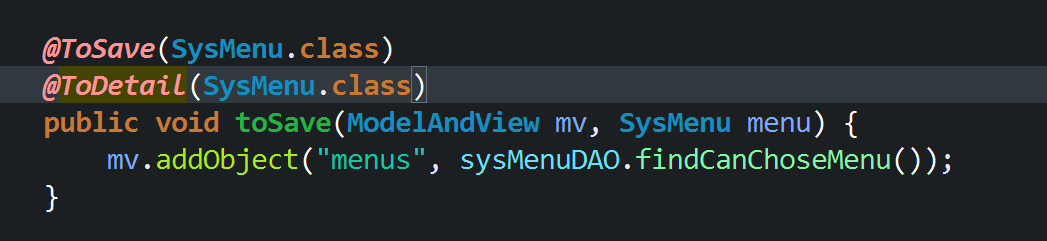 @ToSave(SysMenu.class)
@ToDetail(SysMenu.class)
public void toSave(ModelAndView mv, SysMenu menu) {
    mv.addObject("menus", sysMenuDAO.findCanChoseMenu());
}